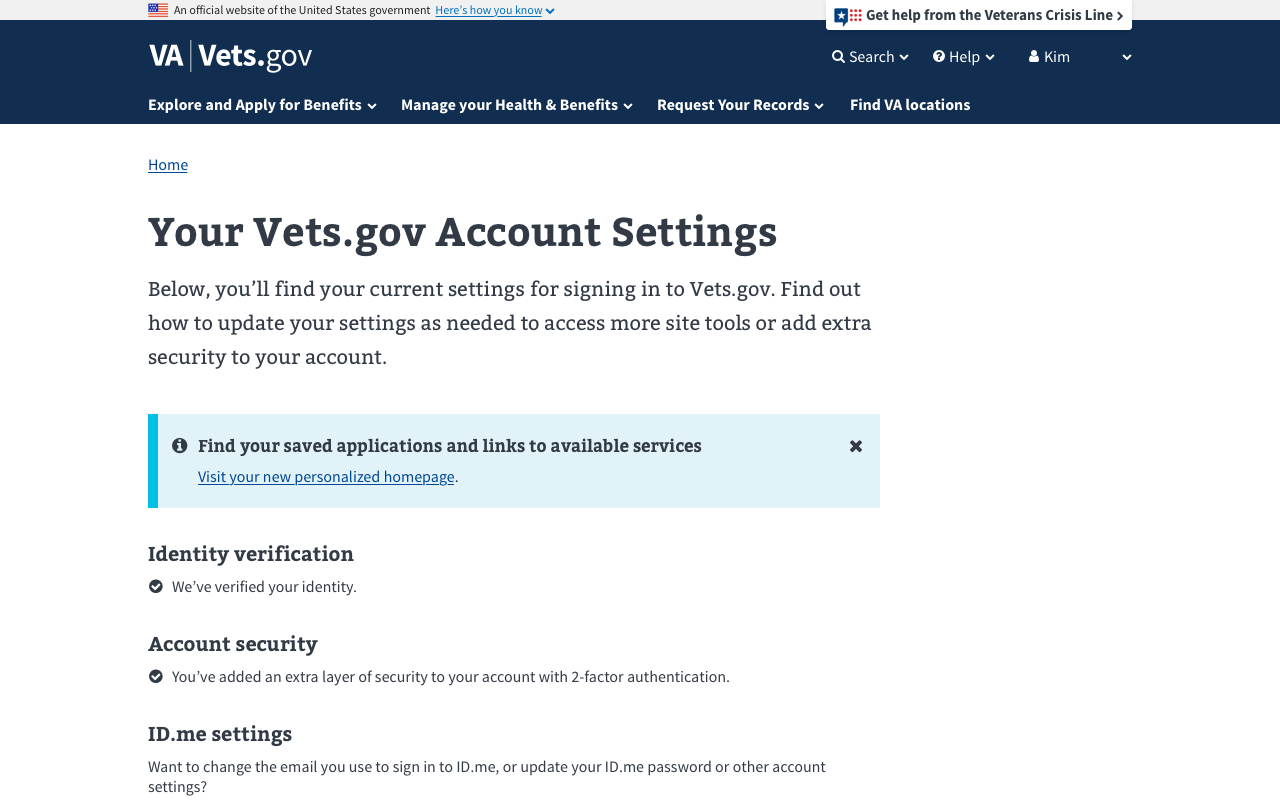 An official website of the United States government Here’s how you know
Get help from the Veterans Crisis Line
VA | Vets.gov
Search
Help
Kim
Explore and Apply for Benefits
Manage your Health & Benefits
Request Your Records
Find VA locations
Home
Your Vets.gov Account Settings
Below, you’ll find your current settings for signing in to Vets.gov. Find out
how to update your settings as needed to access more site tools or add extra
security to your account.
Find your saved applications and links to available services
Visit your new personalized homepage.
Identity verification
We’ve verified your identity.
Account security
You’ve added an extra layer of security to your account with 2-factor authentication.
ID.me settings
Want to change the email you use to sign in to ID.me, or update your ID.me password or other account
settings?